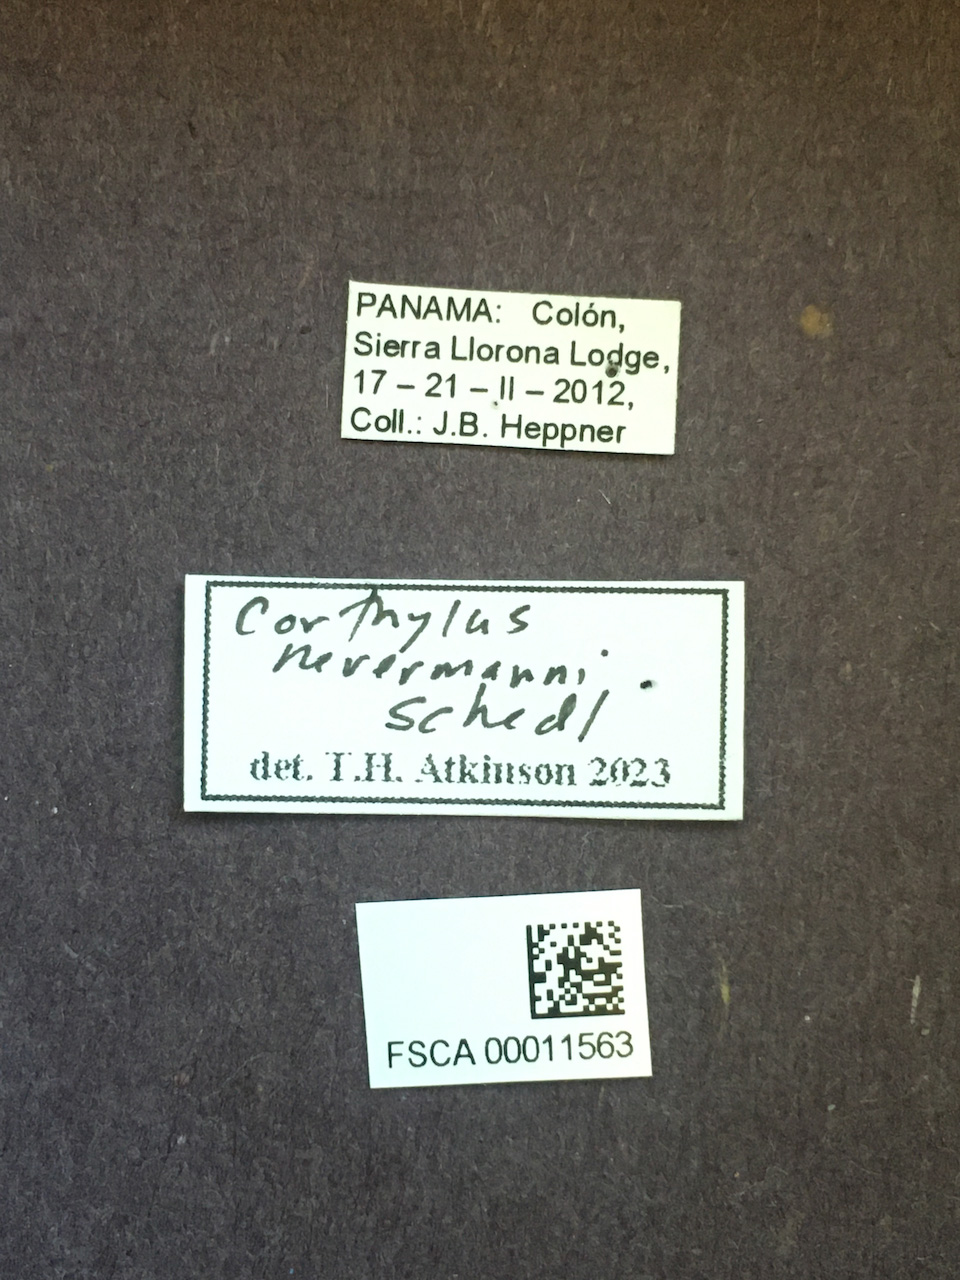 PANAMA: Colón,
Sierra Llorona Lodge,
17 – 21 – II – 2012,
Coll.: J.B. Heppner
Corthylus
nevermanni
Schedl
det. T.H. Atkinson 2023
FSCA 00011563